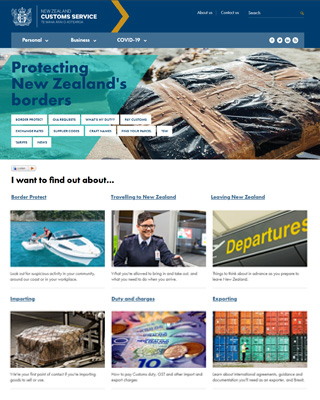 NEW ZEALAND
CUSTOMS SERVICE
TE MANA ĀRAI O AOTEAROA
About us
Contact us
Search
Personal
Business
COVID-19
Protecting
New Zealand's
borders
BORDER PROTECT
OIA REQUESTS
WHAT'S MY DUTY?
PAY CUSTOMS
EXCHANGE RATES
SUPPLIER CODES
CRAFT NAMES
FIND YOUR PARCEL
TSW
TARIFFS
NEWS
I want to find out about...
Border Protect
Travelling to New Zealand
Leaving New Zealand
Departures
Look out for suspicious activity in your community, around our coast or in your workplace.
What you're allowed to bring in and take out, and what you need to do when you arrive.
Things to think about in advance as you prepare to leave New Zealand.
Importing
Duty and charges
Exporting
We're your first point of contact if you're importing goods to sell or use.
How to pay Customs duty, GST and other import and export charges.
Learn about international agreements, guidance and documentation you'll need as an exporter, and Brexit.